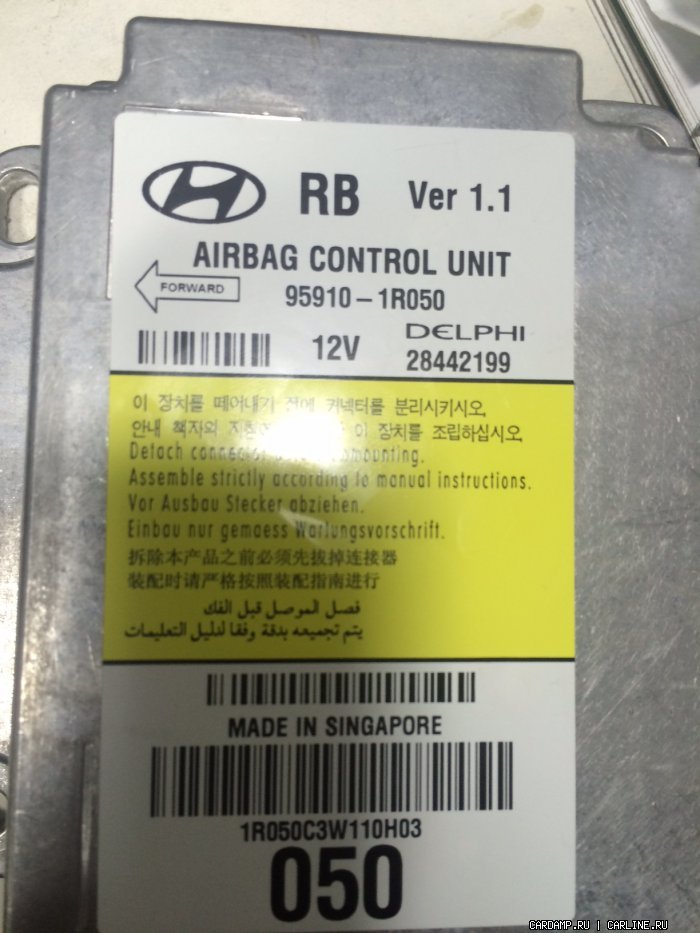 RB Ver 1.1
AIRBAG CONTROL UNIT
FORWARD
95910-1R050
12V
DELPHI
28442199
이 장치를 떼어내기 전에 커넥터를 분리시키시오.
안내 책자의 이 장치를 조립하십시오.
Detach connector mounting.
Assemble strictly according to manual instructions.
Vor Ausbau Stecker abziehen.
Einbau nur gemaess Wartungsvorschrift.
拆除本产品之前必须先拔掉连接器
装配时请严格按照装配指南进行
فصل الموصل قبل الفك
يتم تجميعه بدقة وفقا لدليل التعليمات
MADE IN SINGAPORE
1R050C3W110H03
050
CARDAMP.RU | CARLINE.RU